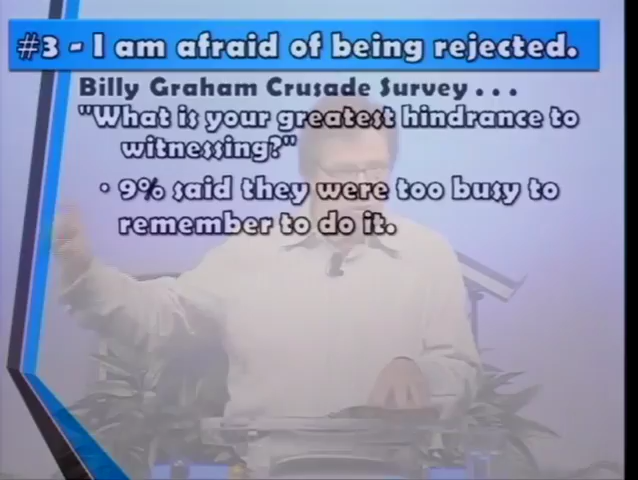 #3 - I am afraid of being rejected.
Billy Graham Crusade Survey . . .
"What is your greatest hindrance to
witnessing?"
• 9% said they were too busy to
remember to do it.